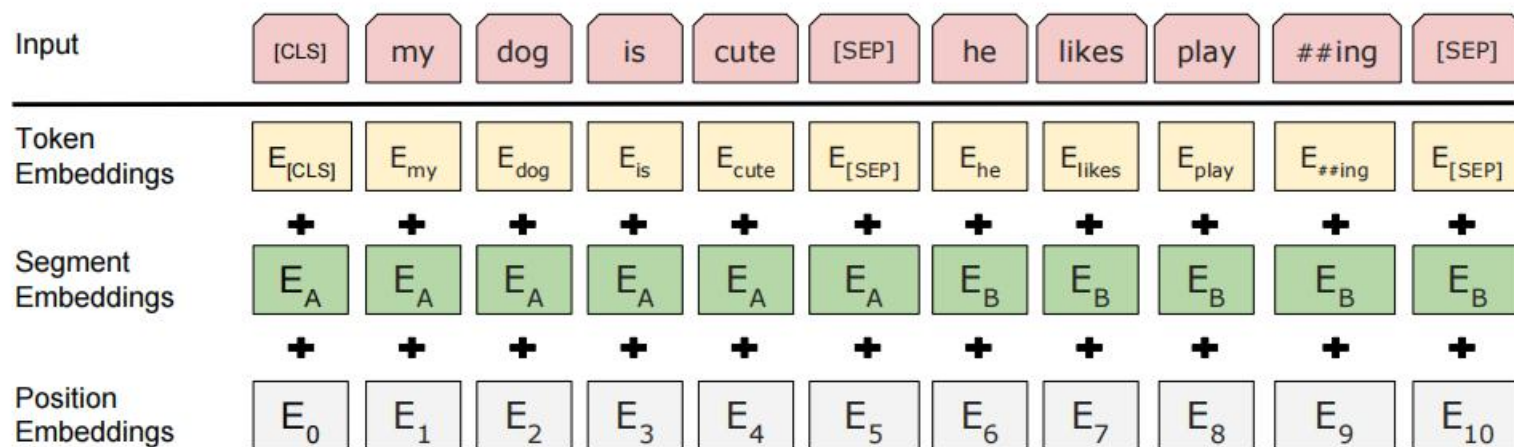 Input [CLS] my dog is cute [SEP] he likes play ##ing [SEP]
Token Embeddings E[CLS] Emy Edog Eis Ecute E[SEP] Ehe Elikes Eplay E##ing E[SEP]
+ + + + + + + + + + +
Segment Embeddings EA EA EA EA EA EA EB EB EB EB EB
+ + + + + + + + + + +
Position Embeddings E0 E1 E2 E3 E4 E5 E6 E7 E8 E9 E10